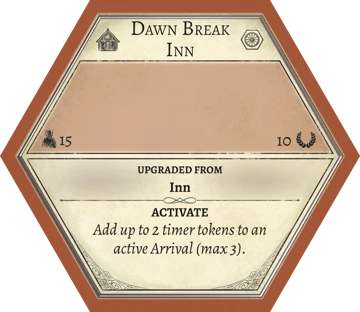 Dawn Break
Inn
15
10
UPGRADED FROM
Inn
ACTIVATE
Add up to 2 timer tokens to an
active Arrival (max 3).